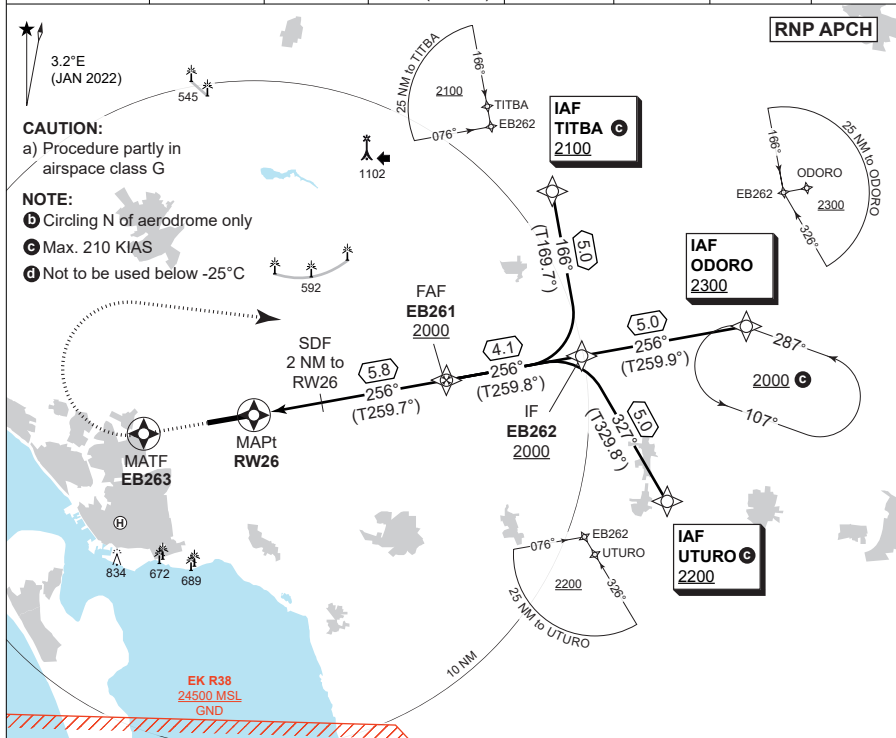 RNP APCH
3.2°E
(JAN 2022)
545
CAUTION:
a) Procedure partly in
airspace class G
NOTE:
b Circling N of aerodrome only
c Max. 210 KIAS
d Not to be used below -25°C
1102
592
25 NM to TITBA
2100
166°
TITBA
EB262
076°
IAF
TITBA c
2100
166°
25 NM to ODORO
ODORO
EB262
2300
326°
IAF
ODORO
2300
5.0
166°
(T169.7°)
FAF
EB261
2000
SDF
2 NM to
RW26
5.8
256°
(T259.7°)
4.1
256°
(T259.8°)
5.0
256°
(T259.9°)
287°
2000 c
107°
IF
EB262
2000
5.0
327°
(T329.8°)
MATF
EB263
MAPt
RW26
H
834
672
689
IAF
UTURO c
2200
076°
EB262
UTURO
2200
326°
25 NM to UTURO
10 NM
EK R38
24500 MSL
GND